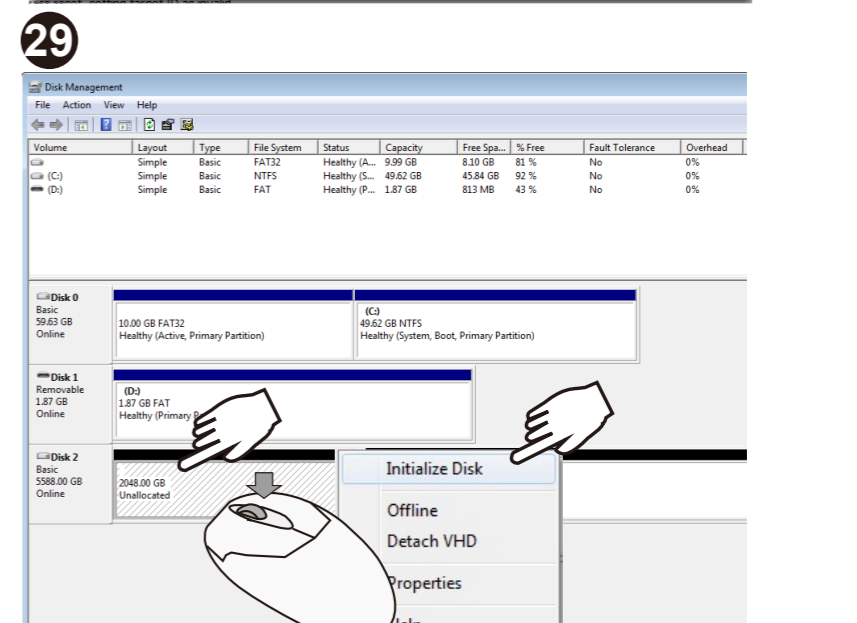 29
Disk Management
File Action View Help
Volume Layout Type File System Status Capacity Free Spa... % Free Fault Tolerance Overhead
Simple Basic FAT32 Healthy (A... 9.99 GB 8.10 GB 81 % No 0%
(C:) Simple Basic NTFS Healthy (S... 49.62 GB 45.84 GB 92 % No 0%
(D:) Simple Basic FAT Healthy (P... 1.87 GB 813 MB 43 % No 0%
Disk 0
Basic
59.63 GB
Online
10.00 GB FAT32
Healthy (Active, Primary Partition)
(C:)
49.62 GB NTFS
Healthy (System, Boot, Primary Partition)
Disk 1
Removable
1.87 GB
Online
(D:)
1.87 GB FAT
Healthy (Primary
Disk 2
Basic
5588.00 GB
Online
2048.00 GB
Unallocated
Initialize Disk
Offline
Detach VHD
Properties